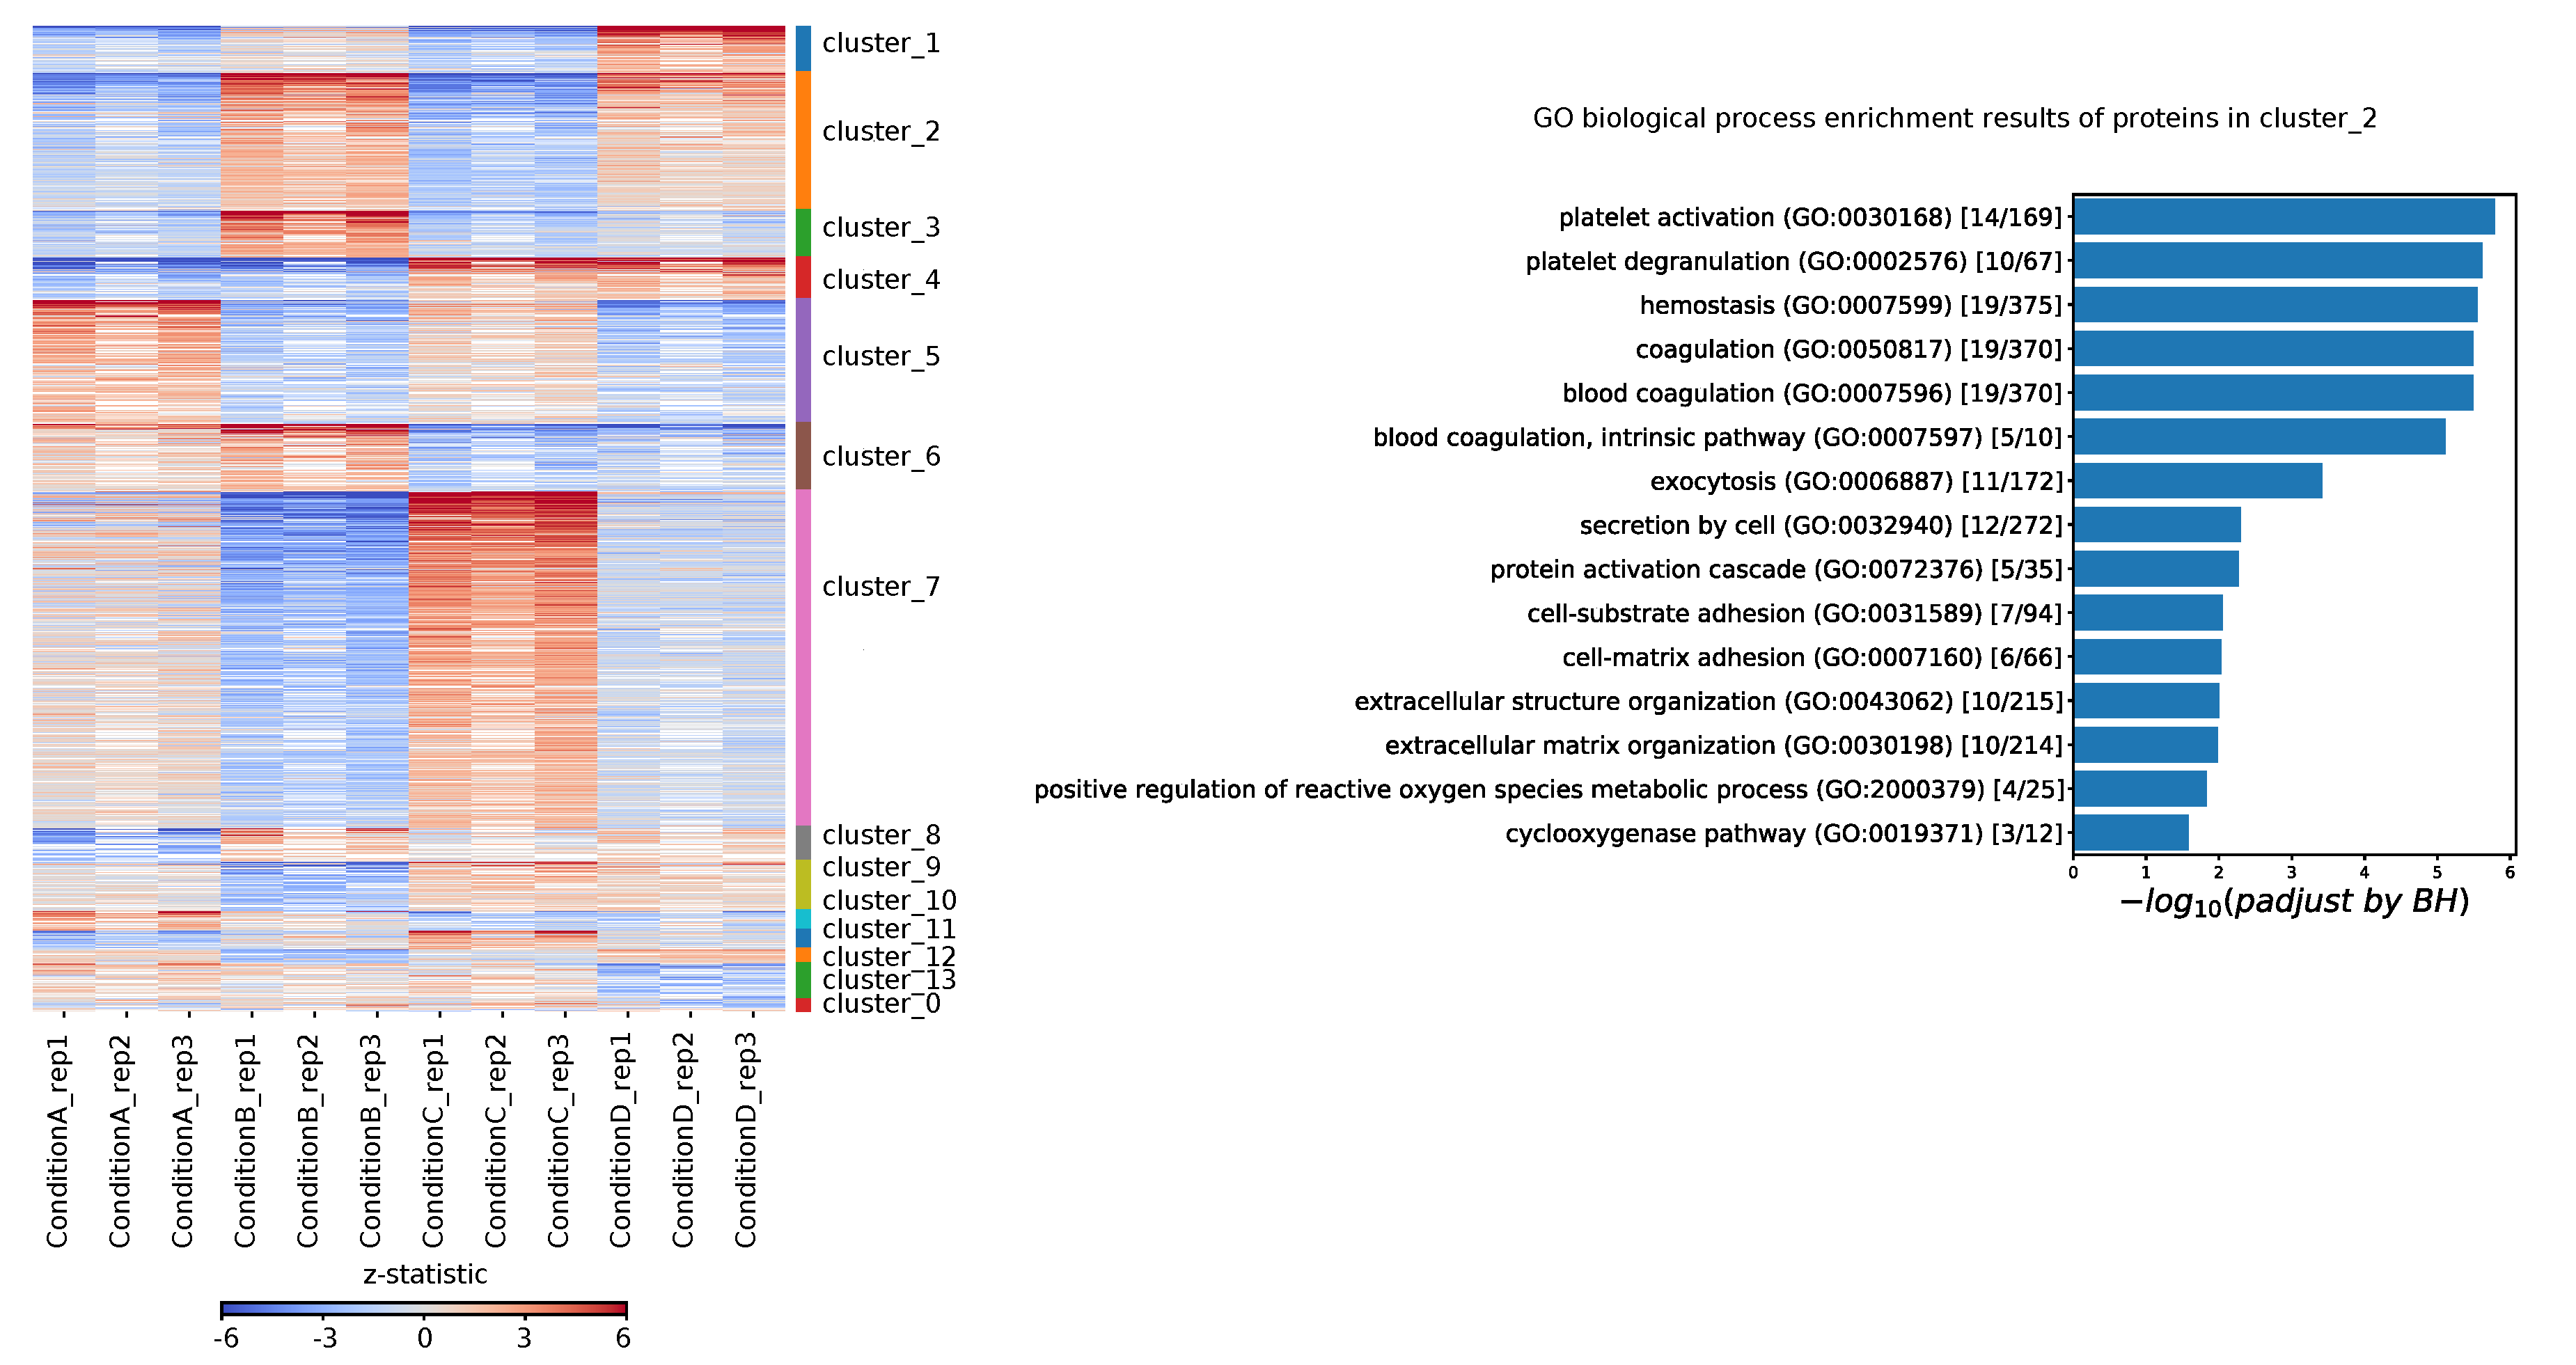 cluster_1
cluster_2
cluster_3
cluster_4
cluster_5
cluster_6
cluster_7
cluster_8
cluster_9
cluster_10
cluster_11
cluster_12
cluster_13
cluster_0
ConditionA_rep1
ConditionA_rep2
ConditionA_rep3
ConditionB_rep1
ConditionB_rep2
ConditionB_rep3
ConditionC_rep1
ConditionC_rep2
ConditionC_rep3
ConditionD_rep1
ConditionD_rep2
ConditionD_rep3
z-statistic
-6 -3 0 3 6
GO biological process enrichment results of proteins in cluster_2
platelet activation (GO:0030168) [14/169]
platelet degranulation (GO:0002576) [10/67]
hemostasis (GO:0007599) [19/375]
coagulation (GO:0050817) [19/370]
blood coagulation (GO:0007596) [19/370]
blood coagulation, intrinsic pathway (GO:0007597) [5/10]
exocytosis (GO:0006887) [11/172]
secretion by cell (GO:0032940) [12/272]
protein activation cascade (GO:0072376) [5/35]
cell-substrate adhesion (GO:0031589) [7/94]
cell-matrix adhesion (GO:0007160) [6/66]
extracellular structure organization (GO:0043062) [10/215]
extracellular matrix organization (GO:0030198) [10/214]
positive regulation of reactive oxygen species metabolic process (GO:2000379) [4/25]
cyclooxygenase pathway (GO:0019371) [3/12]
0 1 2 3 4 5 6
−log₁₀(padjust by BH)